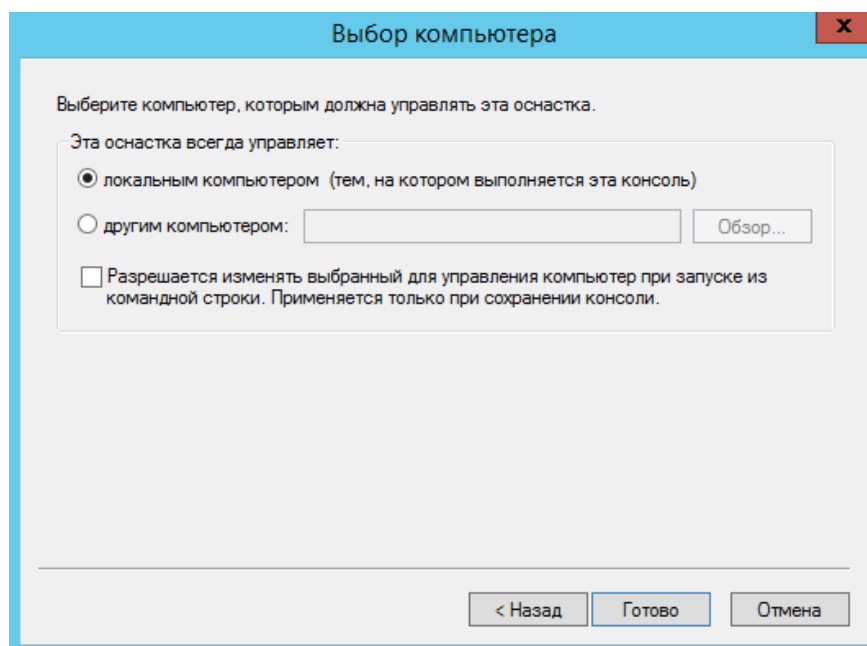 Выбор компьютера
x
Выберите компьютер, которым должна управлять эта оснастка.
Эта оснастка всегда управляет:
локальным компьютером (тем, на котором выполняется эта консоль)
другим компьютером:
Обзор...
Разрешается изменять выбранный для управления компьютер при запуске из
командной строки. Применяется только при сохранении консоли.
< Назад
Готово
Отмена